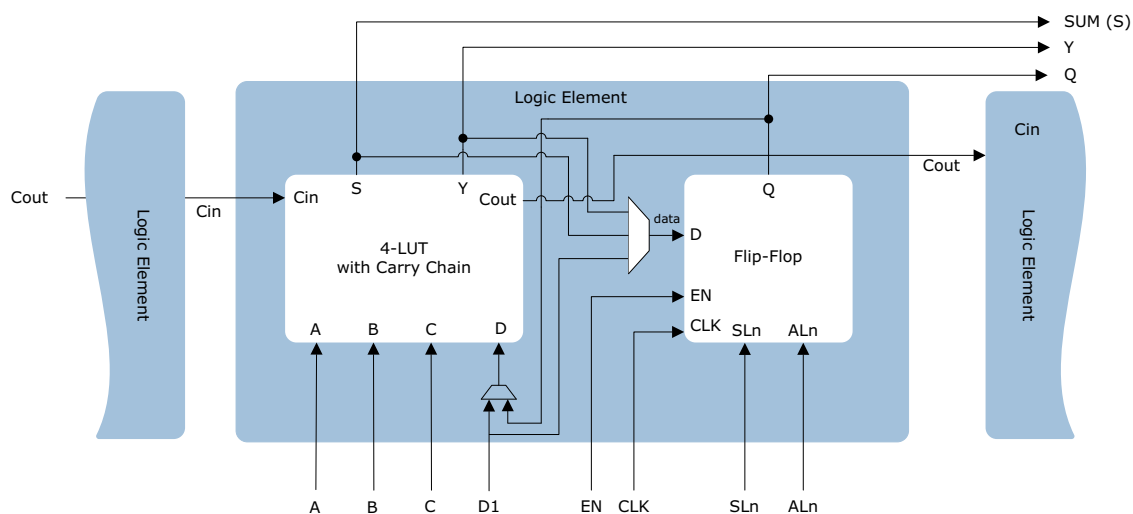 SUM (S)
Y
Q
Logic Element
Cin
S
Y
Q
Cout
Cin
Cin
Cout
Cout
Logic Element
4-LUT
with Carry Chain
data
D
Flip-Flop
Logic Element
EN
A
B
C
D
CLK
SLn
ALn
A
B
C
D1
EN
CLK
SLn
ALn